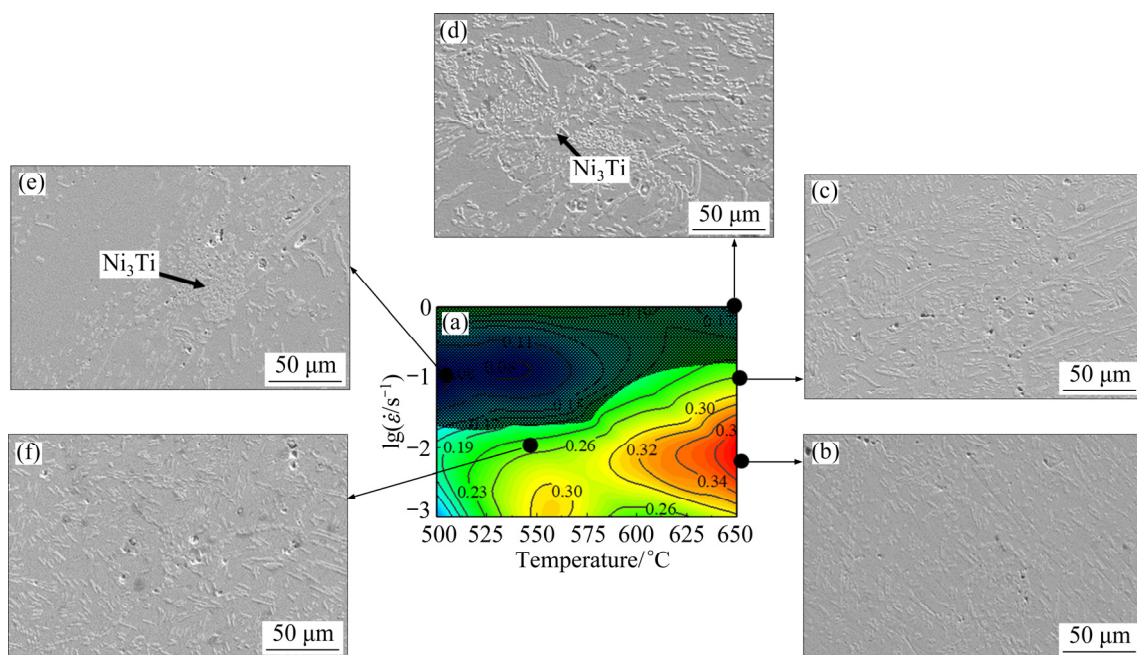 (d)
Ni₃Ti
50 μm
(e)
Ni₃Ti
50 μm
(c)
50 μm
(a)
0.11
0.15
0.19
0.26
0.30
0.32
0.34
0.23
0.30
0.26
0
−1
−2
−3
lg(ε̇/s⁻¹)
500 525 550 575 600 625 650
Temperature/°C
(f)
50 μm
(b)
50 μm